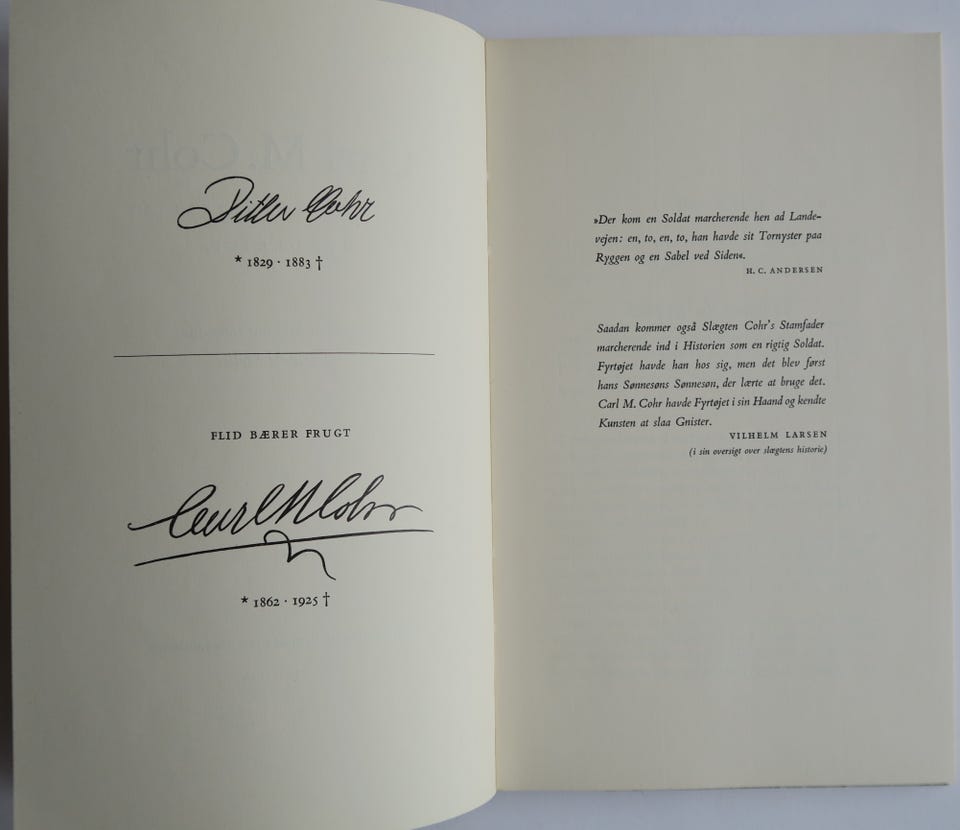 Ditlev Cohr
* 1829 · 1883 †
FLID BÆRER FRUGT
Carl M Cohr
* 1862 · 1925 †
»Der kom en Soldat marcherende hen ad Lande-
vejen: en, to, en, to, han havde sit Tornyster paa
Ryggen og en Sabel ved Siden«.
H. C. ANDERSEN
Saadan kommer også Slægten Cohr's Stamfader
marcherende ind i Historien som en rigtig Soldat.
Fyrtøjet havde han hos sig, men det blev først
hans Sønnesøns Sønnesøn, der lærte at bruge det.
Carl M. Cohr havde Fyrtøjet i sin Haand og kendte
Kunsten at slaa Gnister.
VILHELM LARSEN
(i sin oversigt over slægtens historie)